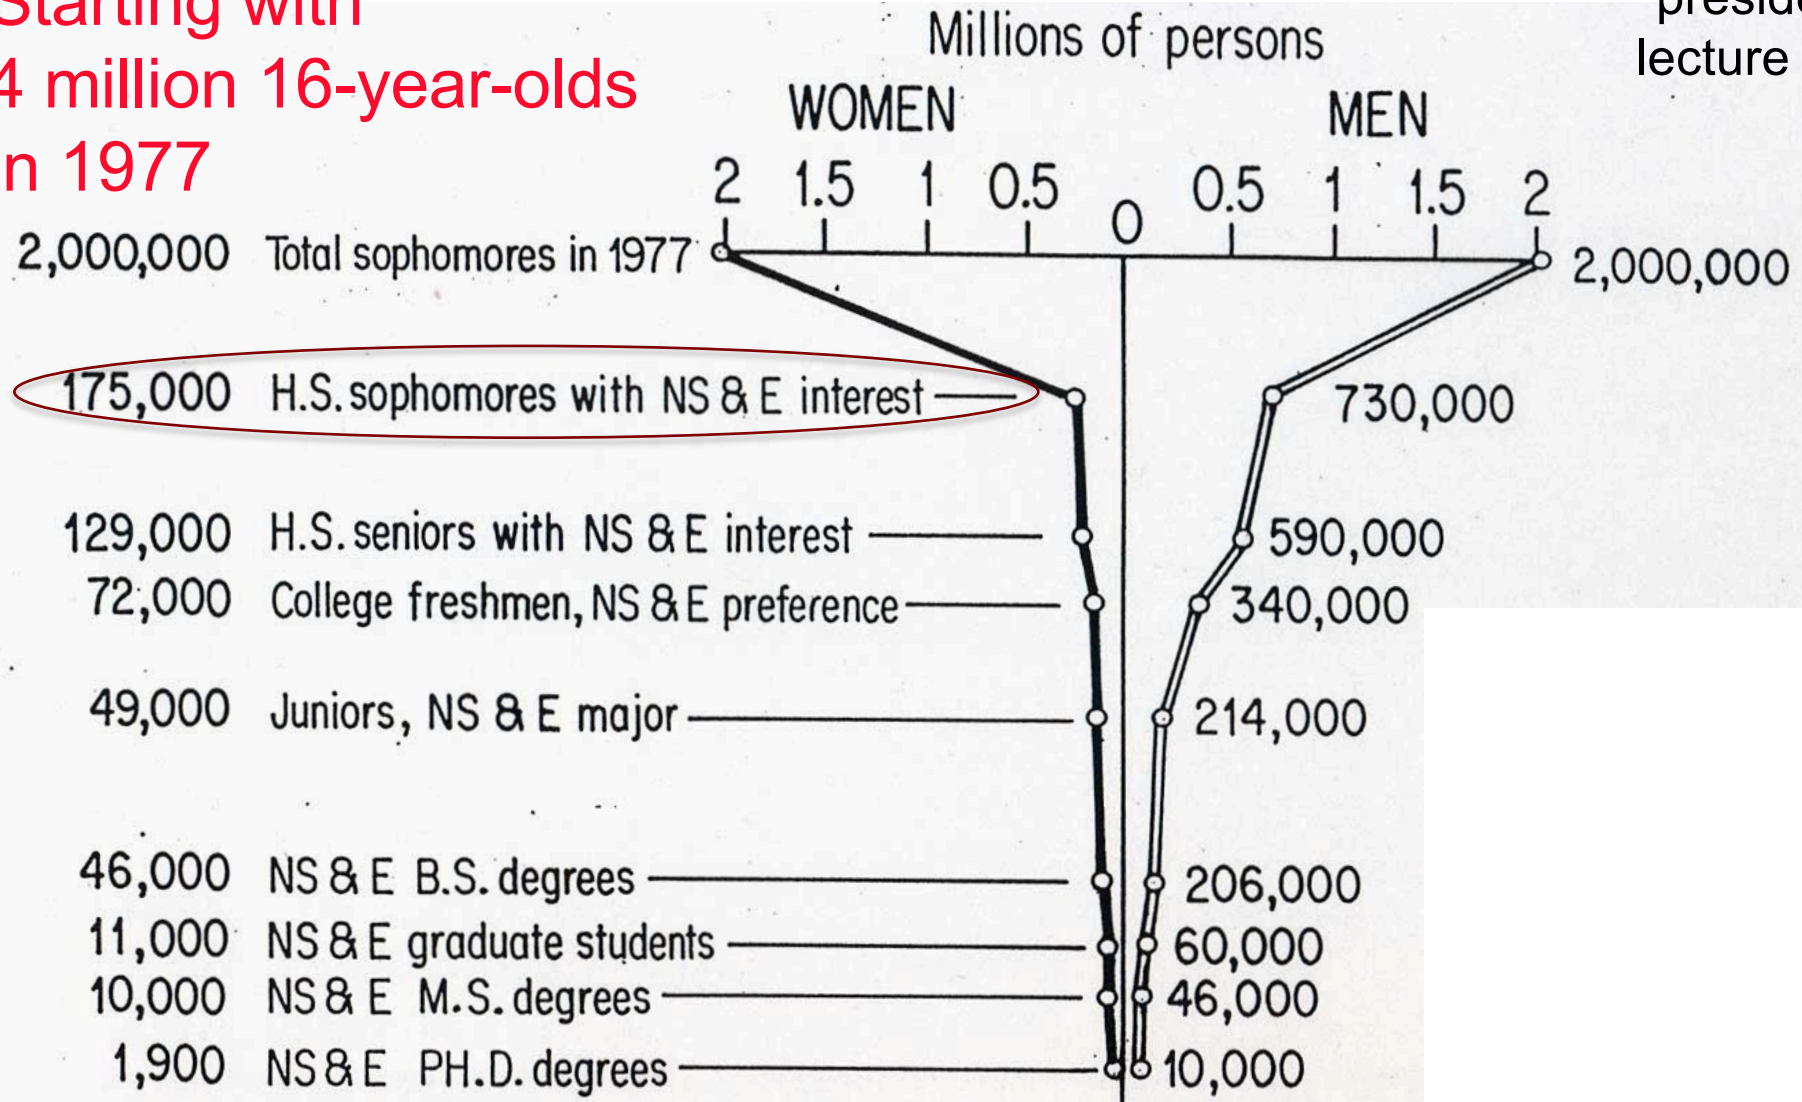 Starting with
4 million 16-year-olds
n 1977
lecture
Millions of persons
WOMEN MEN
2 1.5 1 0.5 0 0.5 1 1.5 2
2,000,000 Total sophomores in 1977 2,000,000
175,000 H.S. sophomores with NS & E interest 730,000
129,000 H.S. seniors with NS & E interest 590,000
72,000 College freshmen, NS & E preference 340,000
49,000 Juniors, NS & E major 214,000
46,000 NS & E B.S. degrees 206,000
11,000 NS & E graduate students 60,000
10,000 NS & E M.S. degrees 46,000
1,900 NS & E PH.D. degrees 10,000